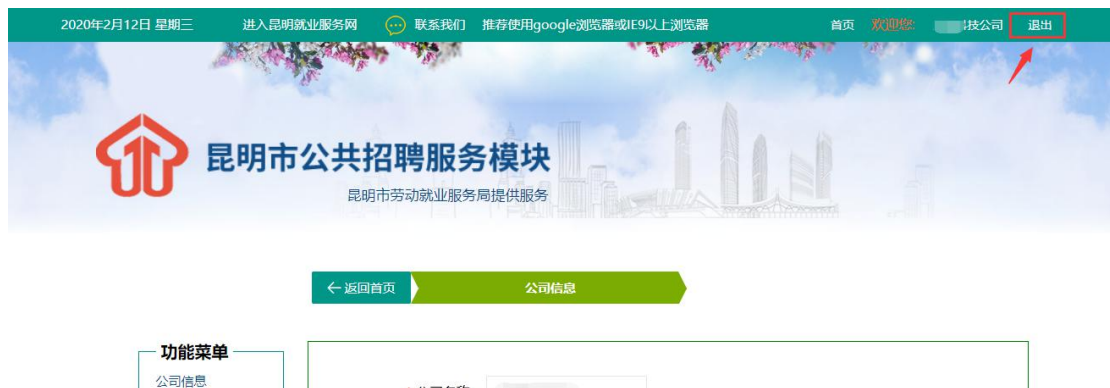 2020年2月12日 星期三 进入昆明就业服务网 联系我们 推荐使用google浏览器或IE9以上浏览器 首页 欢迎您: 技公司 退出
昆明市公共招聘服务模块
昆明市劳动就业服务局提供服务
←返回首页 公司信息
功能菜单
公司信息
公司名称